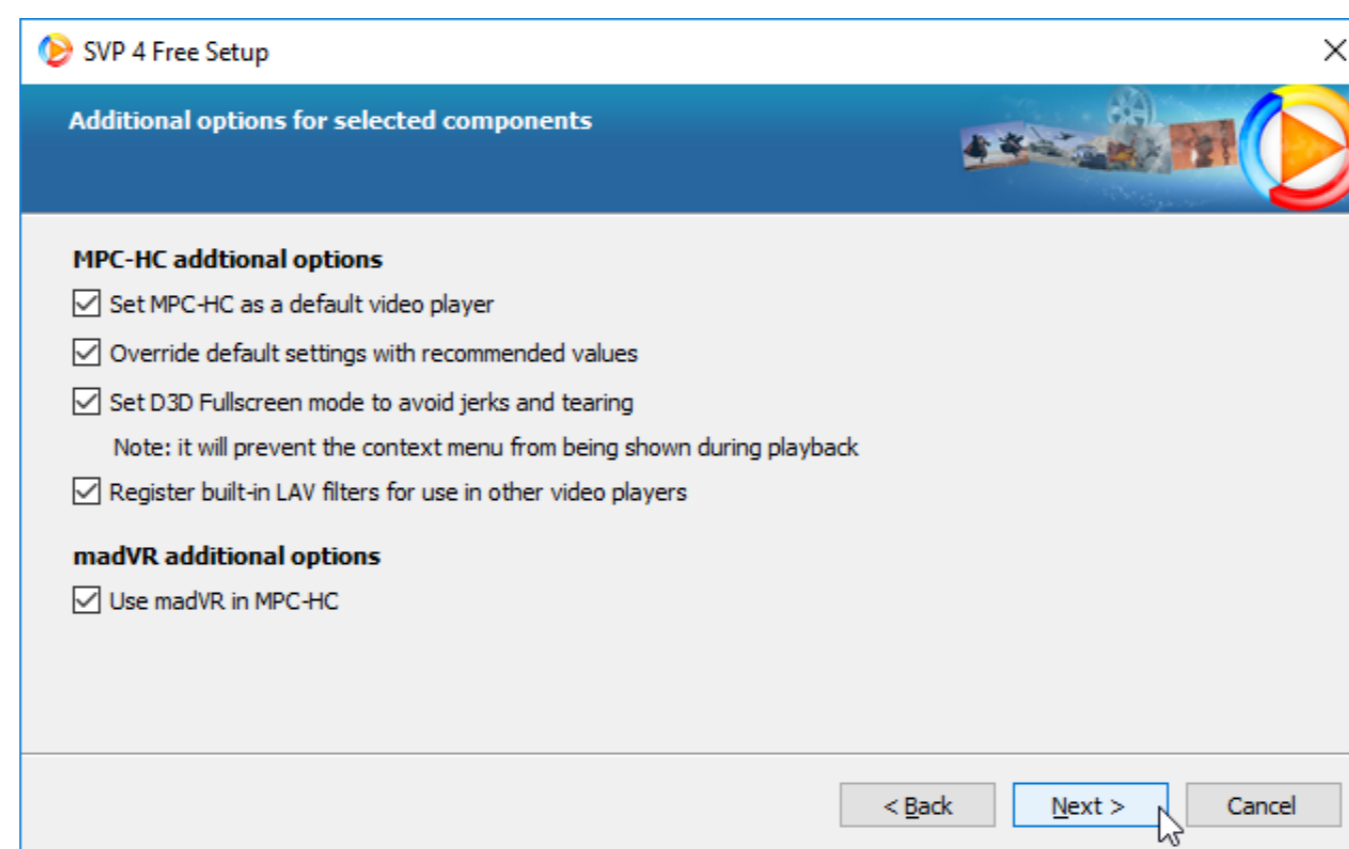 SVP 4 Free Setup
Additional options for selected components
MPC-HC addtional options
Set MPC-HC as a default video player
Override default settings with recommended values
Set D3D Fullscreen mode to avoid jerks and tearing
Note: it will prevent the context menu from being shown during playback
Register built-in LAV filters for use in other video players
madVR additional options
Use madVR in MPC-HC
< Back
Next >
Cancel